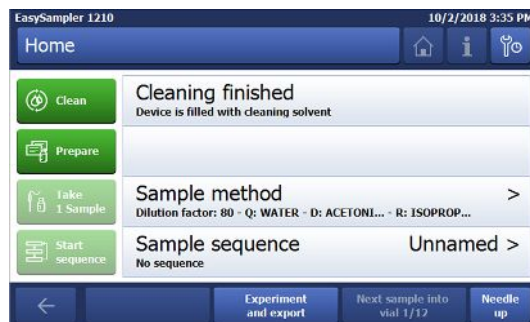 EasySampler 1210 10/2/2018 3:35 PM
Home
Clean
Cleaning finished
Device is filled with cleaning solvent
Prepare
Take
1 Sample
Sample method >
Dilution factor: 80 - Q: WATER - D: ACETONI... - R: ISOPROP...
Start
sequence
Sample sequence Unnamed >
No sequence
Experiment
and export
Next sample into
vial 1/12
Needle
up